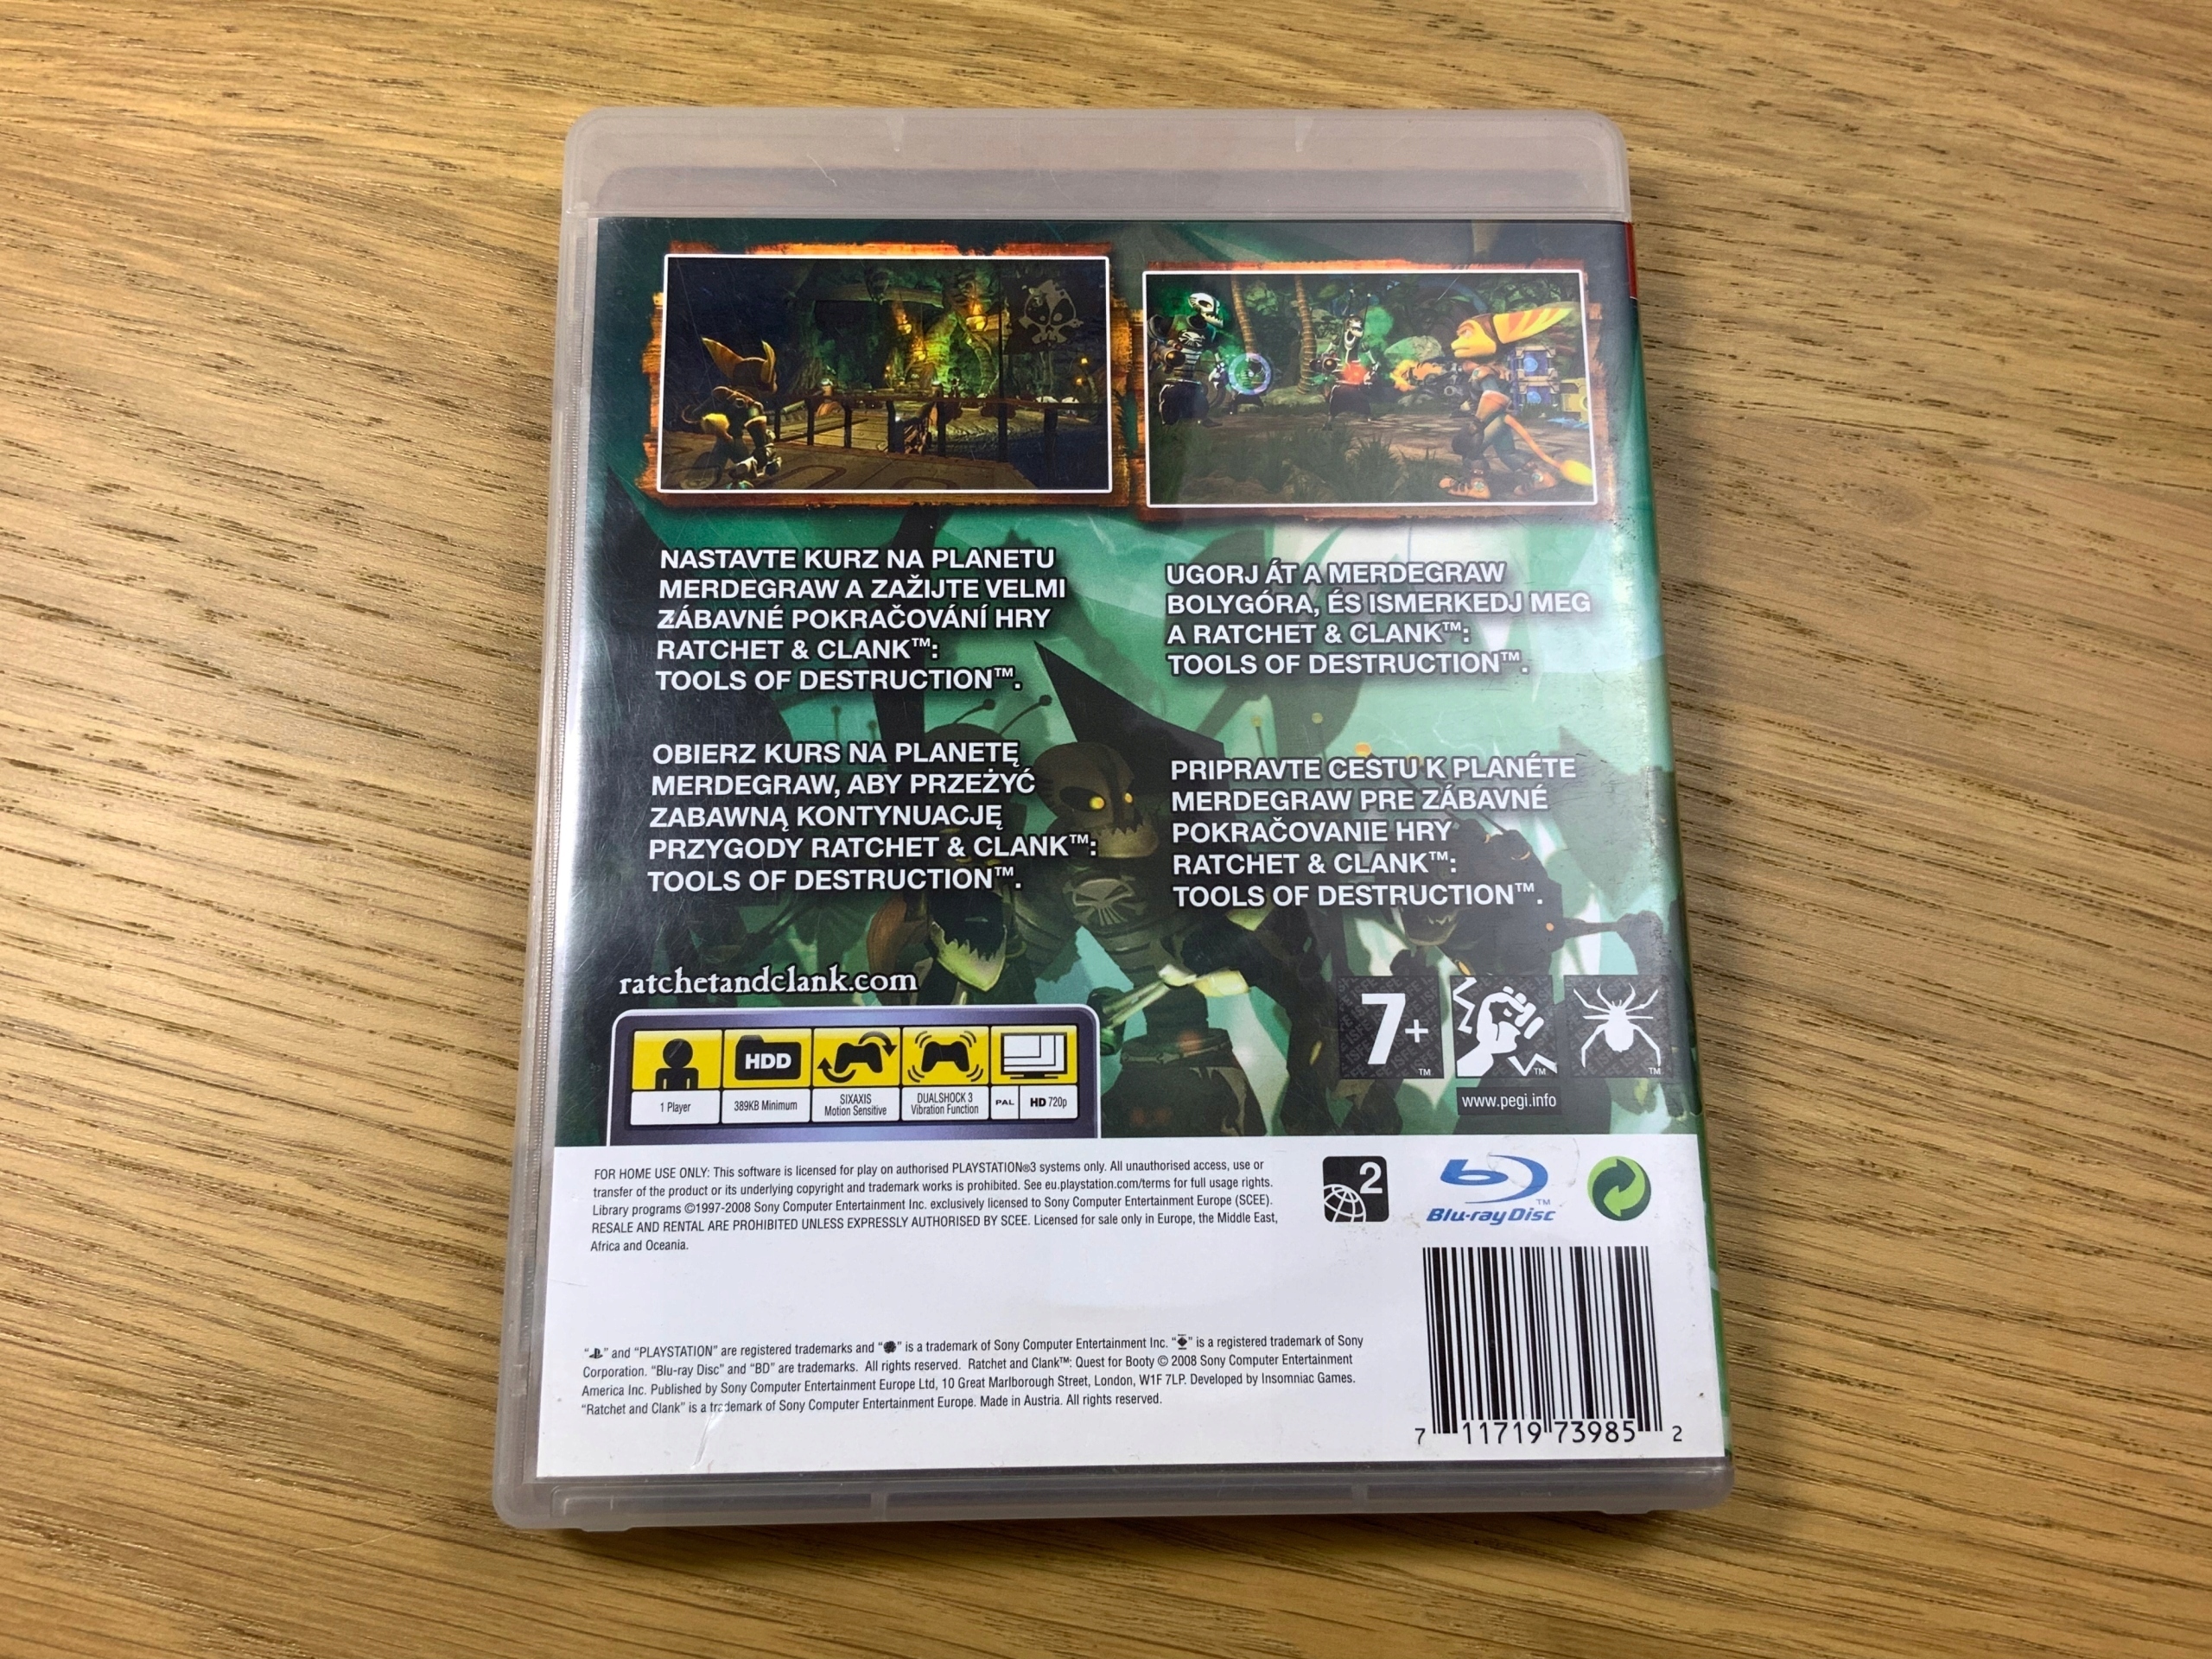 NASTAVTE KURZ NA PLANETU
MERDEGRAW A ZAŽIJTE VELMI
ZÁBAVNÉ POKRAČOVÁNÍ HRY
RATCHET & CLANK™:
TOOLS OF DESTRUCTION™.
UGORJ ÁT A MERDEGRAW
BOLYGÓRA, ÉS ISMERKEDJ MEG
A RATCHET & CLANK™:
TOOLS OF DESTRUCTION™.
OBIERZ KURS NA PLANETĘ
MERDEGRAW, ABY PRZEŻYĆ
ZABAWNĄ KONTYNUACJĘ
PRZYGODY RATCHET & CLANK™:
TOOLS OF DESTRUCTION™.
PRIPRAVTE CESTU K PLANÉTE
MERDEGRAW PRE ZÁBAVNÉ
POKRAČOVANIE HRY
RATCHET & CLANK™:
TOOLS OF DESTRUCTION™.
ratchetandclank.com
7+
™ ™ ™
www.pegi.info
HDD
1 Player
389KB Minimum
SIXAXIS
Motion Sensitive
DUALSHOCK 3
Vibration Function
PAL
HD 720p
FOR HOME USE ONLY: This software is licensed for play on authorised PLAYSTATION®3 systems only. All unauthorised access, use or
transfer of the product or its underlying copyright and trademark works is prohibited. See eu.playstation.com/terms for full usage rights.
Library programs ©1997-2008 Sony Computer Entertainment Inc. exclusively licensed to Sony Computer Entertainment Europe (SCEE).
RESALE AND RENTAL ARE PROHIBITED UNLESS EXPRESSLY AUTHORISED BY SCEE. Licensed for sale only in Europe, the Middle East,
Africa and Oceania.
2
Blu-ray Disc™
" " and "PLAYSTATION" are registered trademarks and " " is a trademark of Sony Computer Entertainment Inc. " " is a registered trademark of Sony
Corporation. "Blu-ray Disc" and "BD" are trademarks. All rights reserved. Ratchet and Clank™: Quest for Booty © 2008 Sony Computer Entertainment
America Inc. Published by Sony Computer Entertainment Europe Ltd, 10 Great Marlborough Street, London, W1F 7LP. Developed by Insomniac Games.
"Ratchet and Clank" is a trademark of Sony Computer Entertainment Europe. Made in Austria. All rights reserved.
7 11719 73985 2